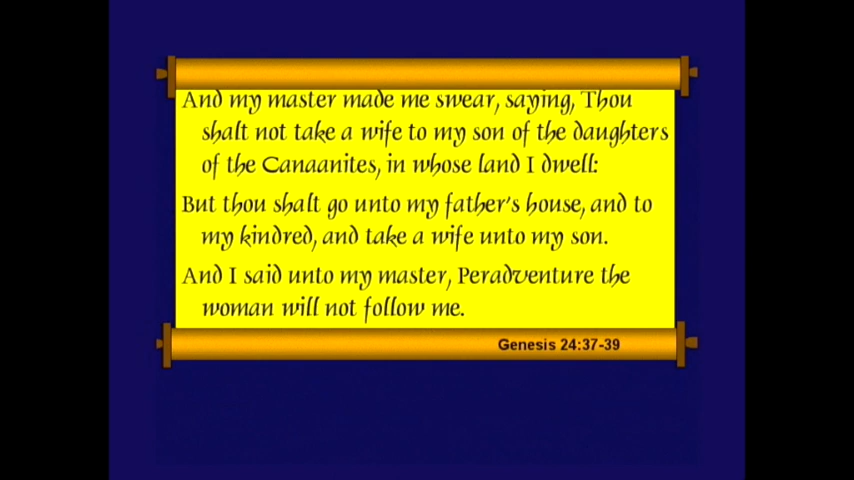 And my master made me swear, saying, Thou
shalt not take a wife to my son of the daughters
of the Canaanites, in whose land I dwell:
But thou shalt go unto my father's house, and to
my kindred, and take a wife unto my son.
And I said unto my master, Peradventure the
woman will not follow me.
Genesis 24:37-39